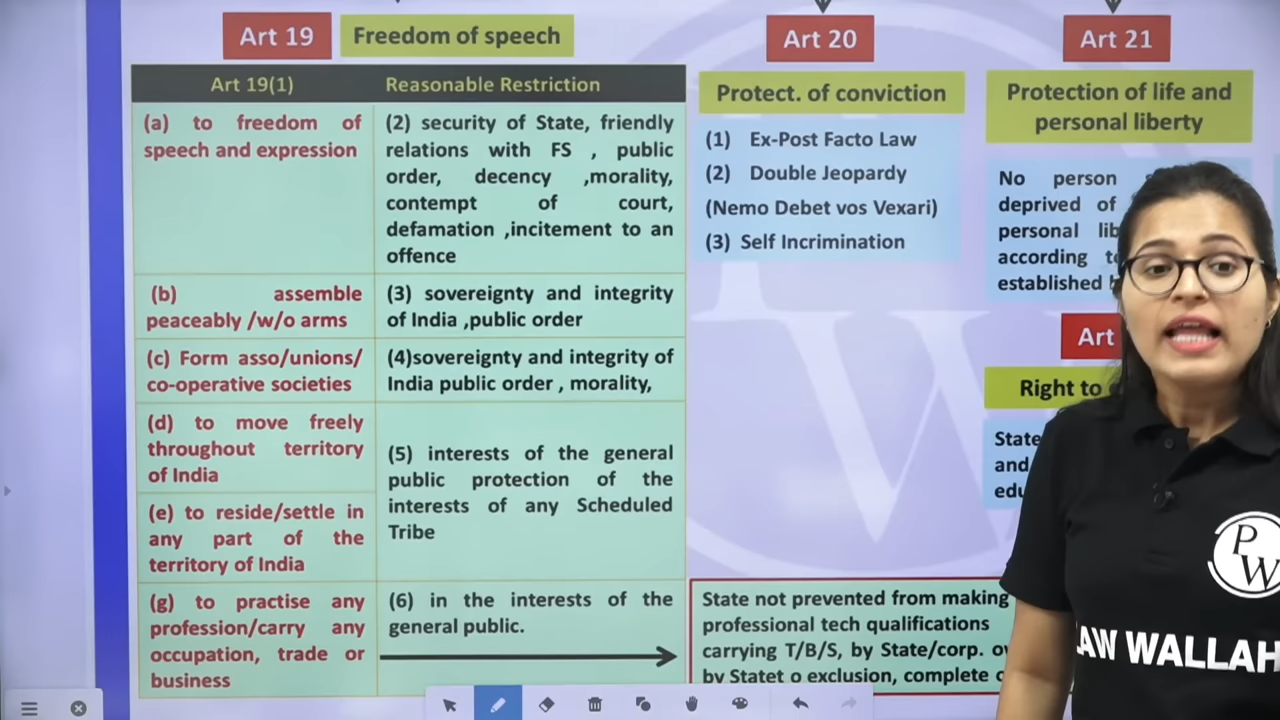 Art 19
Freedom of speech
Art 20
Art 21
Art 19(1)
Reasonable Restriction
(a) to freedom of
speech and expression
(2) security of State, friendly
relations with FS , public
order, decency ,morality,
contempt of court,
defamation ,incitement to an
offence
(b) assemble
peaceably /w/o arms
(3) sovereignty and integrity
of India ,public order
(c) Form asso/unions/
co-operative societies
(4)sovereignty and integrity of
India public order , morality,
(d) to move freely
throughout territory
of India
(e) to reside/settle in
any part of the
territory of India
(5) interests of the general
public protection of the
interests of any Scheduled
Tribe
(g) to practise any
profession/carry any
occupation, trade or
business
(6) in the interests of the
general public.
Protect. of conviction
(1) Ex-Post Facto Law
(2) Double Jeopardy
(Nemo Debet vos Vexari)
(3) Self Incrimination
Protection of life and
personal liberty
No person
deprived of
personal
according
established
Art
Right to
State
and
State not prevented from making
professional tech qualifications
carrying T/B/S, by State/corp.
by Statet o exclusion, complete
PW
LAW WALLAH